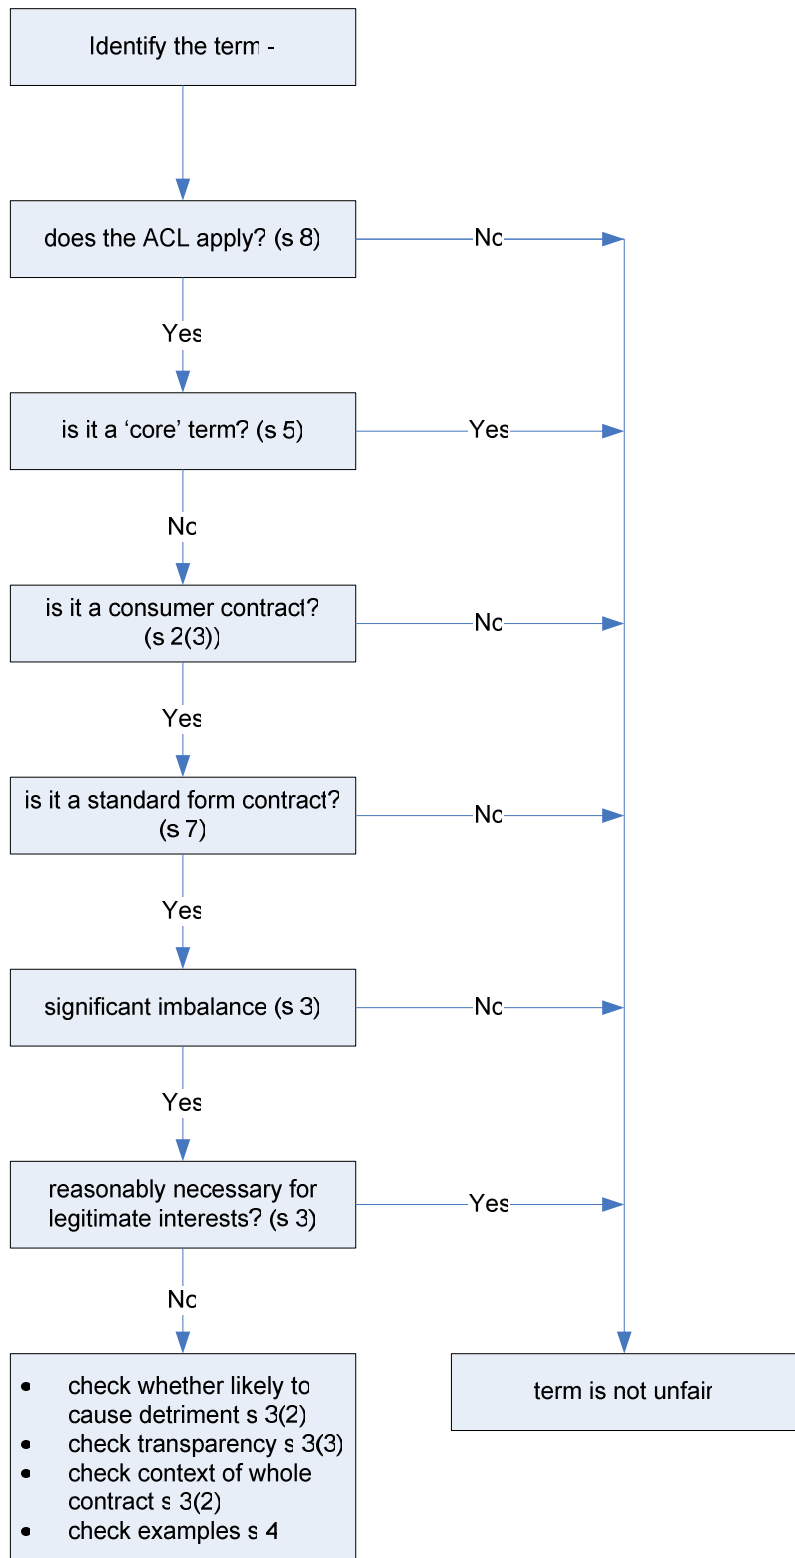 Identify the term -
does the ACL apply? (s 8)
No
Yes
is it a ‘core’ term? (s 5)
Yes
No
is it a consumer contract?
(s 2(3))
No
Yes
is it a standard form contract?
(s 7)
No
Yes
significant imbalance (s 3)
No
Yes
reasonably necessary for
legitimate interests? (s 3)
Yes
No
• check whether likely to
cause detriment s 3(2)
• check transparency s 3(3)
• check context of whole
contract s 3(2)
• check examples s 4
term is not unfair